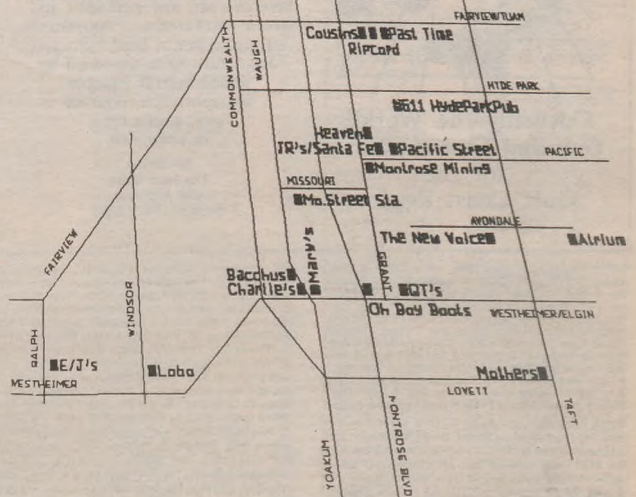 FAIRVIEW/TUAM
Cousins Past Time
Ripcord
COMMONWEALTH
WAUGH
HYDE PARK
611 HydeParkPub
Heaven
JR's/Santa Fe Pacific Street
PACIFIC
Montrose Mining
MISSOURI
Mo.Street Sta.
AVONDALE
The New Voice
Atrium
MEJA's
FAIRVIEW
GRANT
Bacchus
Charlie's
QT's
Oh Boy Boots
WESTHEIMER/ELGIN
WINDSOR
RALPH
E/J's
Lobo
Mothers
WESTHEIMER
LOVETT
MONTROSE BLVD
TAFT
YOAKUM